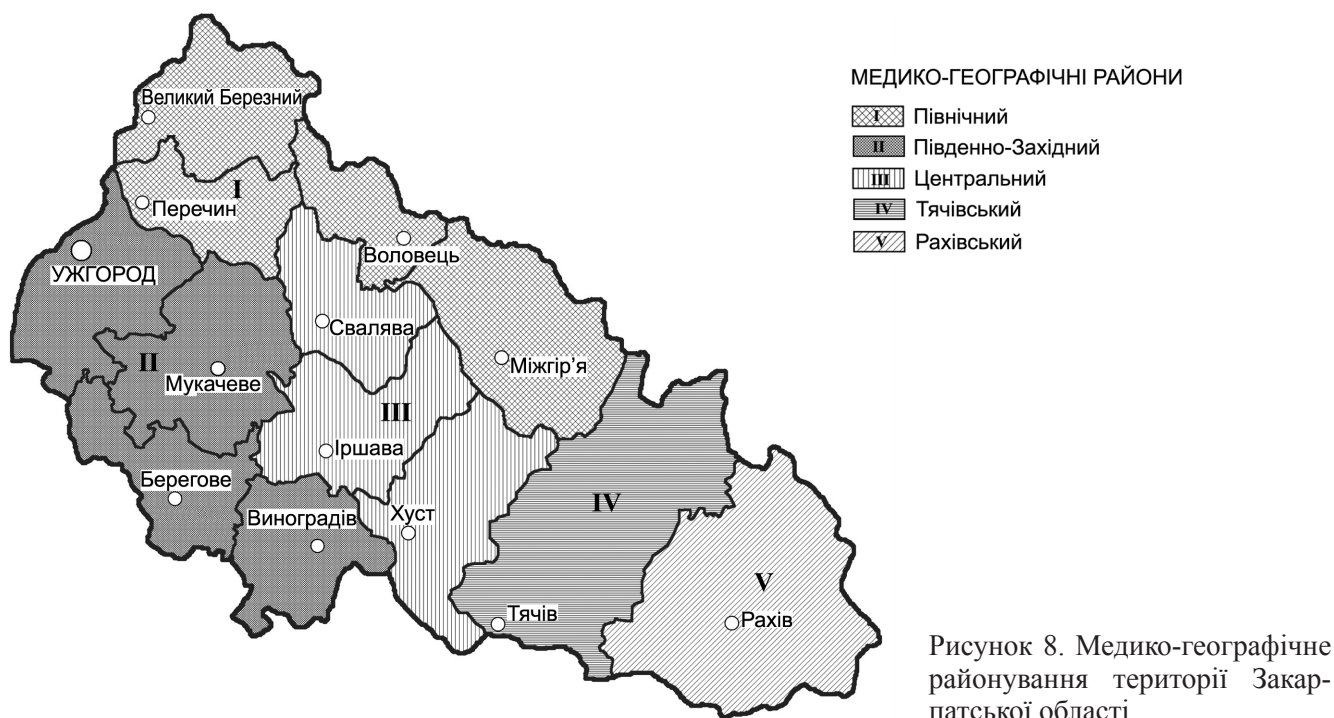 Великий Березний
I
Перечин
УЖГОРОД
Воловець
Свалява
II
Мукачеве
Міжгір’я
III
Іршава
Берегове
Виноградів
Хуст
IV
Тячів
V
Рахів
МЕДИКО-ГЕОГРАФІЧНІ РАЙОНИ
I Північний
II Південно-Західний
III Центральний
IV Тячівський
V Рахівський
Рисунок 8. Медико-географічне
районування території Закар-
патської області